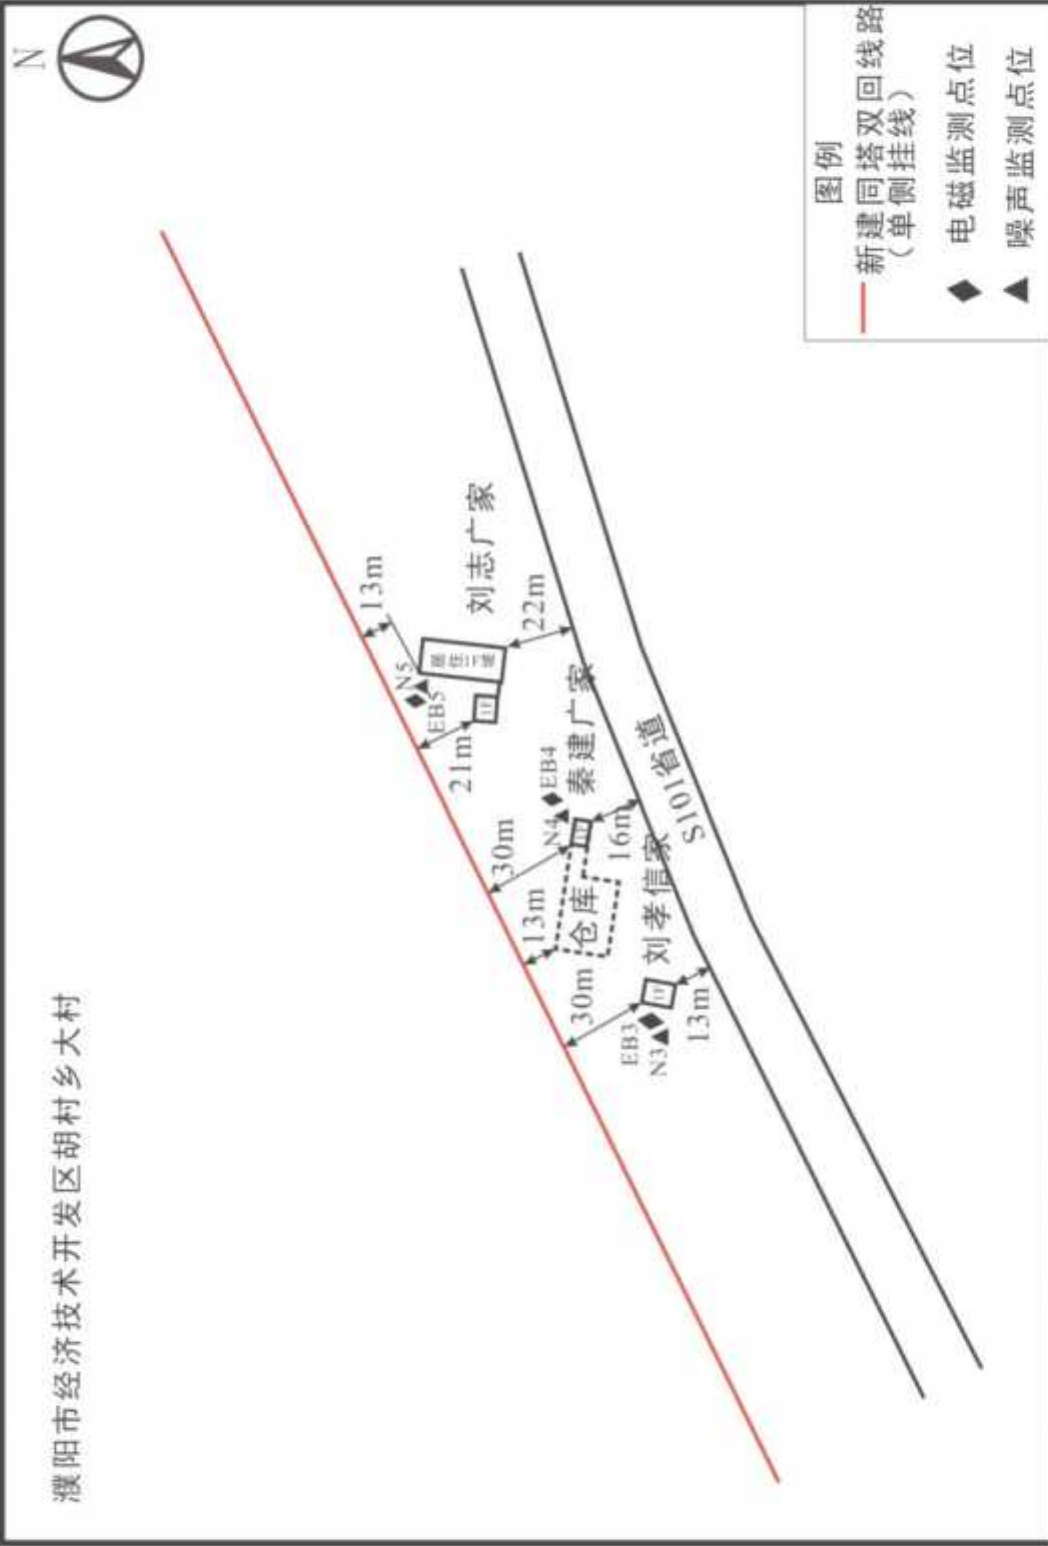 濮阳市经济技术开发区胡村乡大村
N
13m
刘志广家
22m
N5
EB5
1F
21m
EB4
秦建广家
N4
16m
30m
13m
仓库
S101省道
刘孝信家
30m
1F
13m
EB3
N3
图例
新建同塔双回线路
（单侧挂线）
电磁监测点位
噪声监测点位